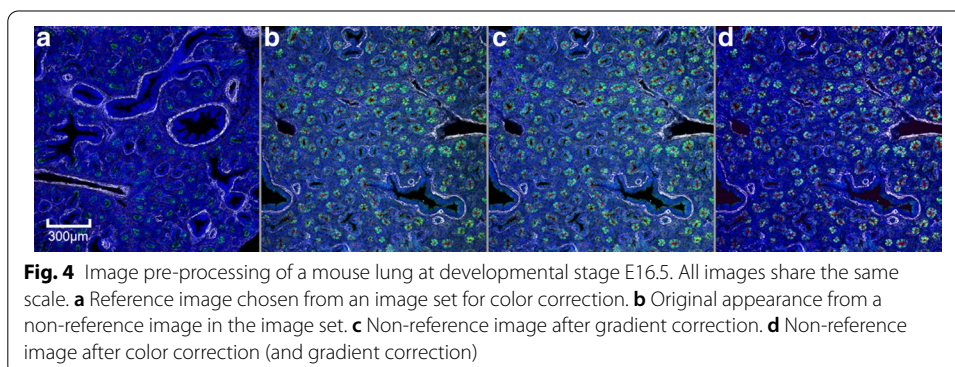 a b c d
300μm
Fig. 4 Image pre-processing of a mouse lung at developmental stage E16.5. All images share the same
scale. a Reference image chosen from an image set for color correction. b Original appearance from a
non-reference image in the image set. c Non-reference image after gradient correction. d Non-reference
image after color correction (and gradient correction)